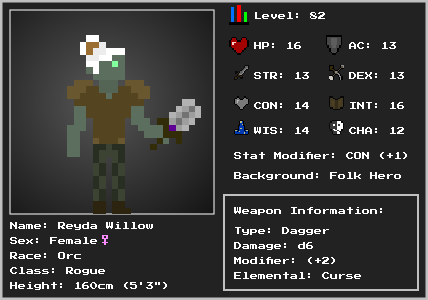 Level: 82
HP: 16
AC: 13
STR: 13
DEX: 13
CON: 14
INT: 16
WIS: 14
CHA: 12
Stat Modifier: CON (+1)
Background: Folk Hero
Name: Reyda Willow
Sex: Female♀
Race: Orc
Class: Rogue
Height: 160cm (5'3")
Weapon Information:
Type: Dagger
Damage: d6
Modifier: (+2)
Elemental: Curse